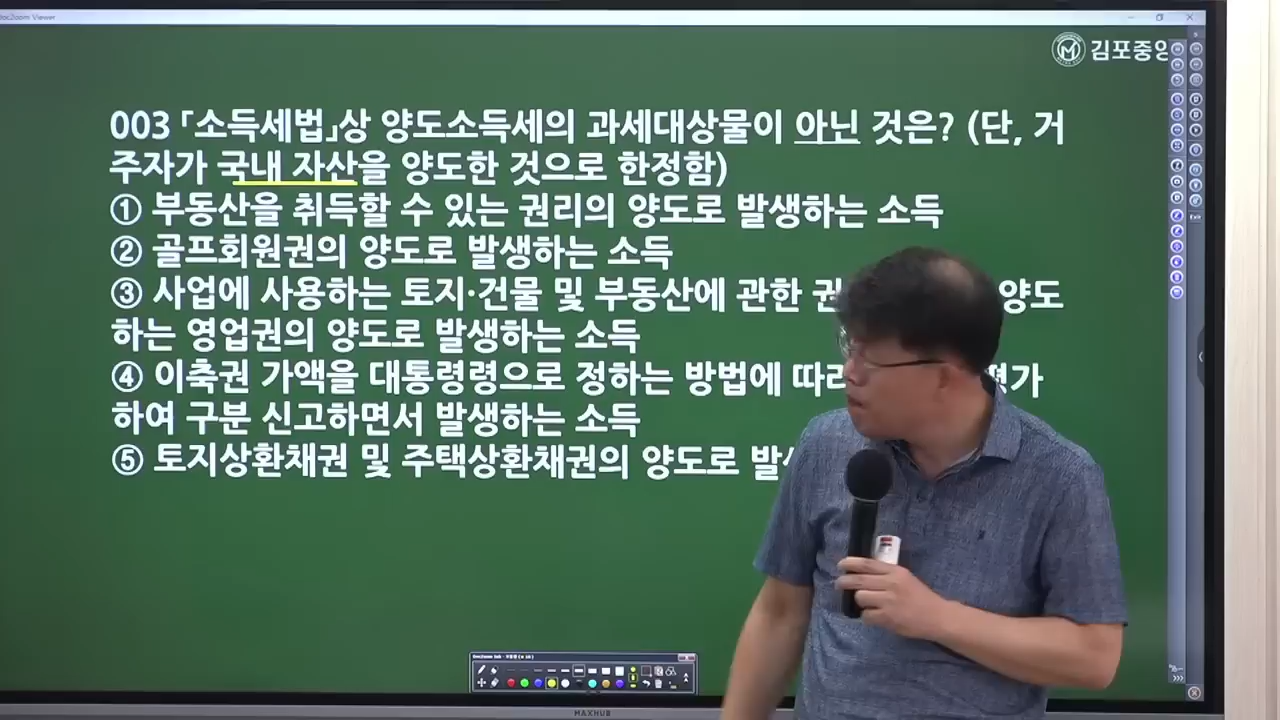 김포중앙
003 「소득세법」상 양도소득세의 과세대상물이 아닌 것은? (단, 거
주자가 국내 자산을 양도한 것으로 한정함)
① 부동산을 취득할 수 있는 권리의 양도로 발생하는 소득
② 골프회원권의 양도로 발생하는 소득
③ 사업에 사용하는 토지·건물 및 부동산에 관한 양도
하는 영업권의 양도로 발생하는 소득
④ 이축권 가액을 대통령령으로 정하는 방법에 따라 평가
하여 구분 신고하면서 발생하는 소득
⑤ 토지상환채권 및 주택상환채권의 양도로
MAXHUB